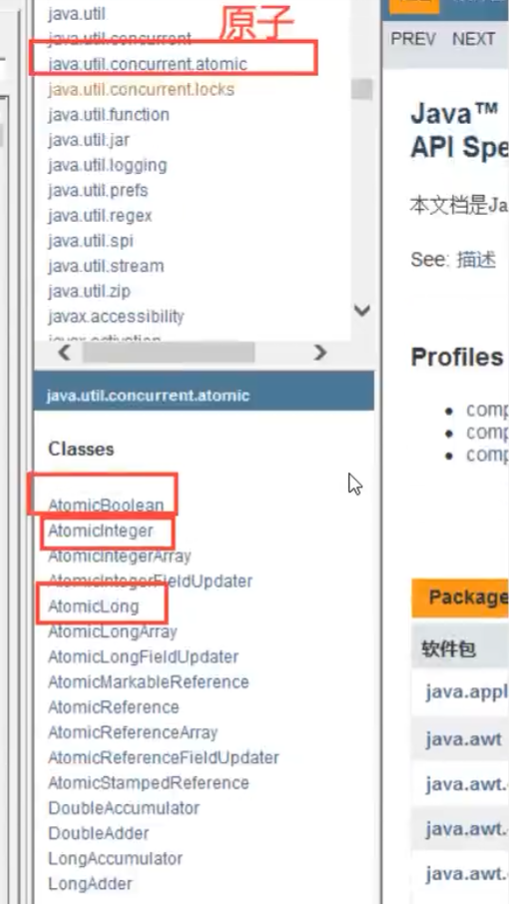 java.util
原子
java.util.concurrent
java.util.concurrent.atomic
java.util.concurrent.locks
java.util.function
java.util.jar
java.util.logging
java.util.prefs
java.util.regex
java.util.spi
java.util.stream
java.util.zip
javax.accessibility
javax.activation
java.util.concurrent.atomic
Classes
AtomicBoolean
AtomicInteger
AtomicIntegerArray
AtomicIntegerFieldUpdater
AtomicLong
AtomicLongArray
AtomicLongFieldUpdater
AtomicMarkableReference
AtomicReference
AtomicReferenceArray
AtomicReferenceFieldUpdater
AtomicStampedReference
DoubleAccumulator
DoubleAdder
LongAccumulator
LongAdder
PREV NEXT
Java™
API Spe
本文档是Ja
See: 描述
Profiles
comp
comp
comp
Package
软件包
java.appl
java.awt
java.awt.
java.awt.
java.awt.